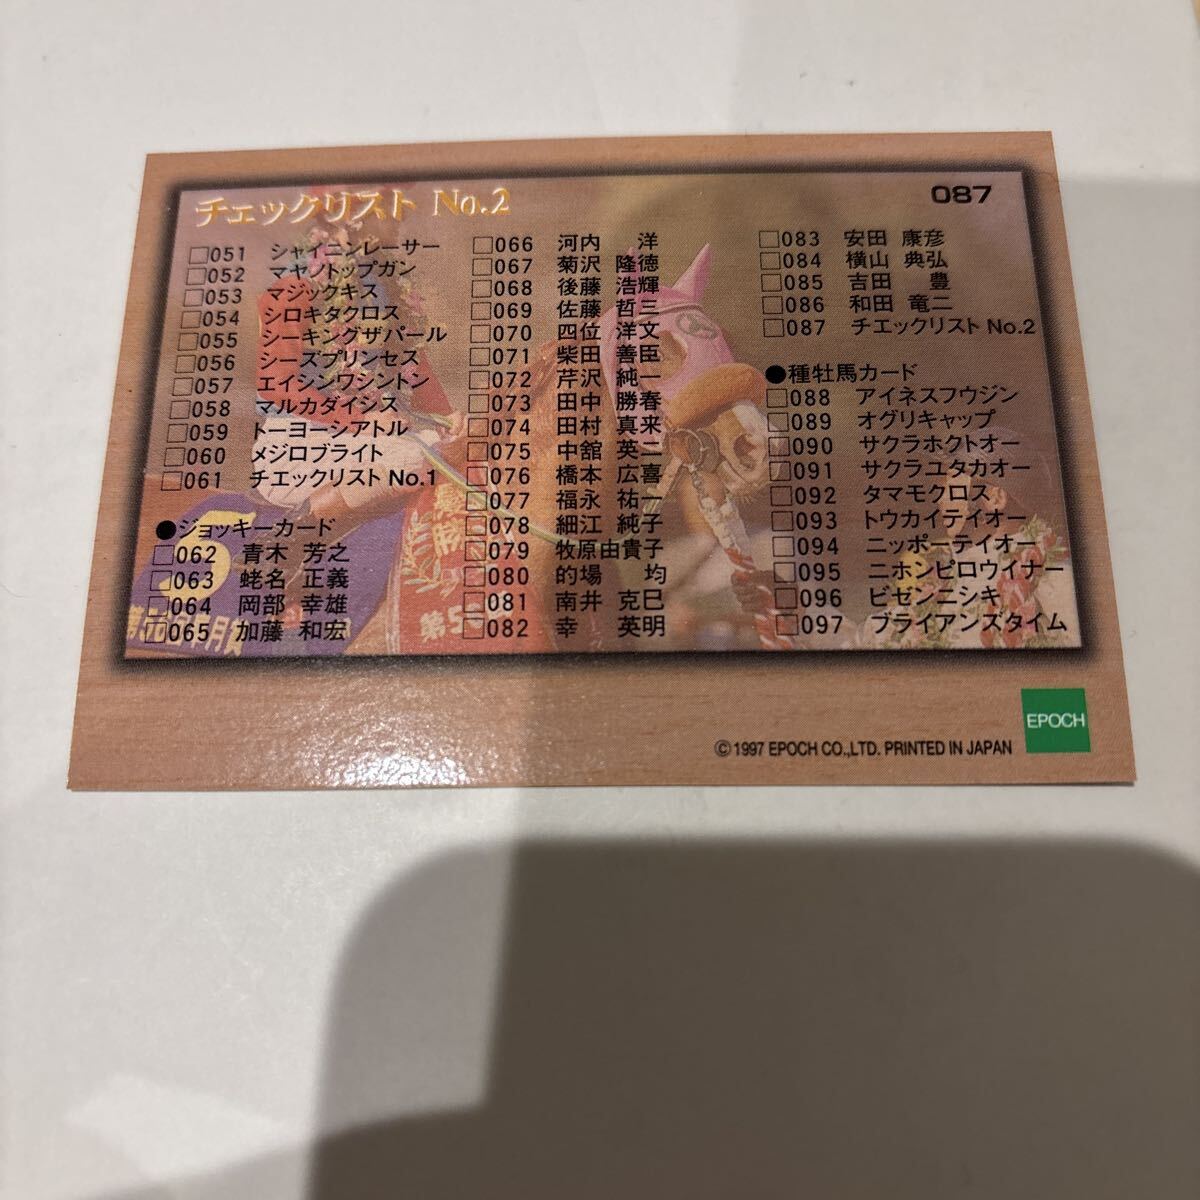 チェックリスト No.2
087
□051 シャイニンレーサー
□052 マヤノトップガン
□053 マジックキス
□054 シロキタクロス
□055 シーキングザパール
□056 シーズプリンセス
□057 エイシンワシントン
□058 マルカダイシス
□059 トーヨーシアトル
□060 メジロブライト
□061 チエックリスト No.1
●ジョッキーカード
□062 青木 芳之
□063 蛯名 正義
□064 岡部 幸雄
□065 加藤 和宏
□066 河内 洋
□067 菊沢 隆徳
□068 後藤 浩輝
□069 佐藤 哲三
□070 四位 洋文
□071 柴田 善臣
□072 芹沢 純一
□073 田中 勝春
□074 田村 真来
□075 中舘 英二
□076 橋本 広喜
□077 福永 祐一
□078 細江 純子
□079 牧原由貴子
□080 的場 均
□081 南井 克巳
□082 幸 英明
□083 安田 康彦
□084 横山 典弘
□085 吉田 豊
□086 和田 竜二
□087 チエックリスト No.2
●種牡馬カード
□088 アイネスフウジン
□089 オグリキャップ
□090 サクラホクトオー
□091 サクラユタカオー
□092 タマモクロス
□093 トウカイテイオー
□094 ニッポーテイオー
□095 ニホンピロウイナー
□096 ビゼンニシキ
□097 ブライアンズタイム
EPOCH
© 1997 EPOCH CO.,LTD. PRINTED IN JAPAN